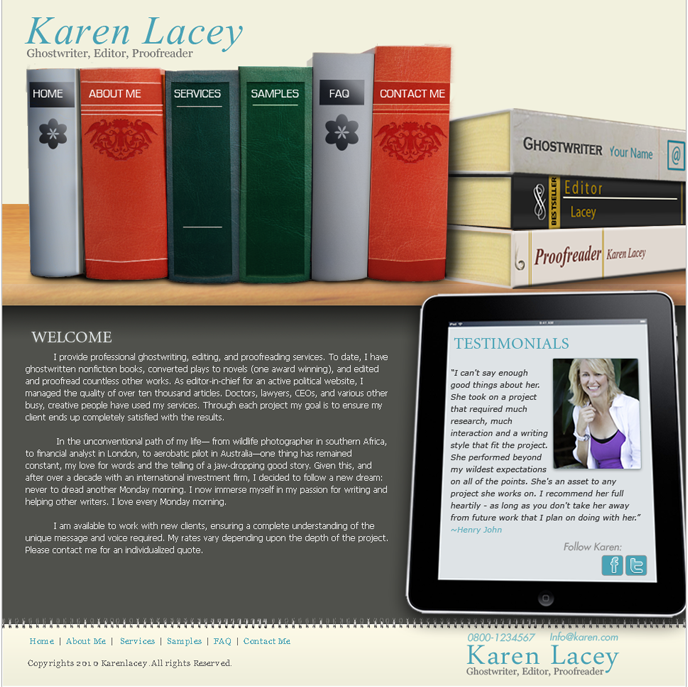 Karen Lacey
Ghostwriter, Editor, Proofreader
HOME
ABOUT ME
SERVICES
SAMPLES
FAQ
CONTACT ME
GHOSTWRITER Your Name @
BESTSELLER
Editor
Lacey
Proofreader Karen Lacey
WELCOME
I provide professional ghostwriting, editing, and proofreading services. To date, I have
ghostwritten nonfiction books, converted plays to novels (one award winning), and edited
and proofread countless other works. As editor-in-chief for an active political website, I
managed the quality of over ten thousand articles. Doctors, lawyers, CEOs, and various other
busy, creative people have used my services. Through each project my goal is to ensure my
client ends up completely satisfied with the results.
In the unconventional path of my life— from wildlife photographer in southern Africa,
to financial analyst in London, to aerobatic pilot in Australia—one thing has remained
constant, my love for words and the telling of a jaw-dropping good story. Given this, and
after over a decade with an international investment firm, I decided to follow a new dream:
never to dread another Monday morning. I now immerse myself in my passion for writing and
helping other writers. I love every Monday morning.
I am available to work with new clients, ensuring a complete understanding of the
unique message and voice required. My rates vary depending upon the depth of the project.
Please contact me for an individualized quote.
iPad
9:41 AM
TESTIMONIALS
"I can't say enough
good things about her.
She took on a project
that required much
research, much
interaction and a writing
style that fit the project.
She performed beyond
my wildest expectations
on all of the points. She's an asset to any
project she works on. I recommend her full
heartily - as long as you don't take her away
from future work that I plan on doing with her."
~Henry John
Follow Karen:
f t
Home | About Me | Services | Samples | FAQ | Contact Me
Copyrights 2010 Karenlacey .All rights Reserved.
0800-1234567 Info@karen.com
Karen Lacey
Ghostwriter, Editor, Proofreader